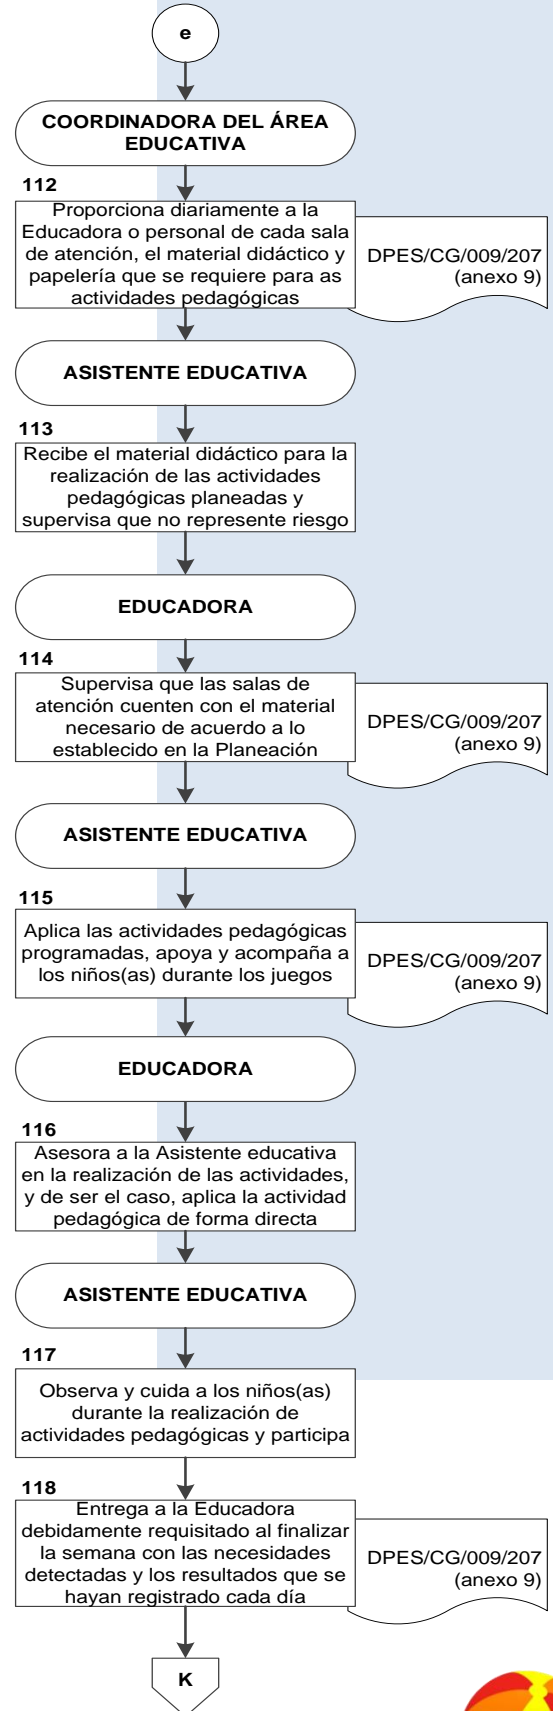 e
COORDINADORA DEL ÁREA
EDUCATIVA
112
Proporciona diariamente a la
Educadora o personal de cada sala
de atención, el material didáctico y
papelería que se requiere para as
actividades pedagógicas
DPES/CG/009/207
(anexo 9)
ASISTENTE EDUCATIVA
113
Recibe el material didáctico para la
realización de las actividades
pedagógicas planeadas y
supervisa que no represente riesgo
EDUCADORA
114
Supervisa que las salas de
atención cuenten con el material
necesario de acuerdo a lo
establecido en la Planeación
DPES/CG/009/207
(anexo 9)
ASISTENTE EDUCATIVA
115
Aplica las actividades pedagógicas
programadas, apoya y acompaña a
los niños(as) durante los juegos
DPES/CG/009/207
(anexo 9)
EDUCADORA
116
Asesora a la Asistente educativa
en la realización de las actividades,
y de ser el caso, aplica la actividad
pedagógica de forma directa
ASISTENTE EDUCATIVA
117
Observa y cuida a los niños(as)
durante la realización de
actividades pedagógicas y participa
118
Entrega a la Educadora
debidamente requisitado al finalizar
la semana con las necesidades
detectadas y los resultados que se
hayan registrado cada día
DPES/CG/009/207
(anexo 9)
K